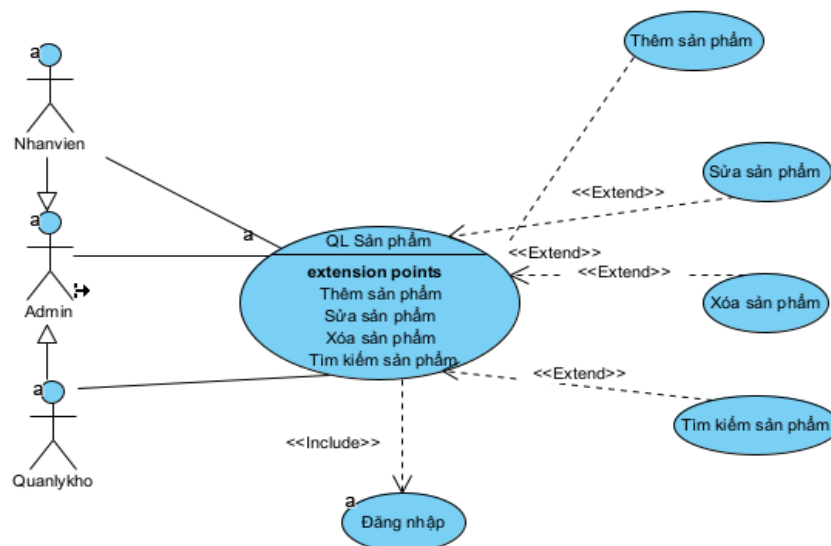 Thêm sản phẩm
a
Nhanvien
Sửa sản phẩm
<<Extend>>
a
a
QL Sản phẩm
<<Extend>>
extension points
<<Extend>>
Thêm sản phẩm
Admin
Xóa sản phẩm
Sửa sản phẩm
Xóa sản phẩm
Tìm kiếm sản phẩm
<<Extend>>
a
Tìm kiếm sản phẩm
<<Include>>
Quanlykho
a
Đăng nhập